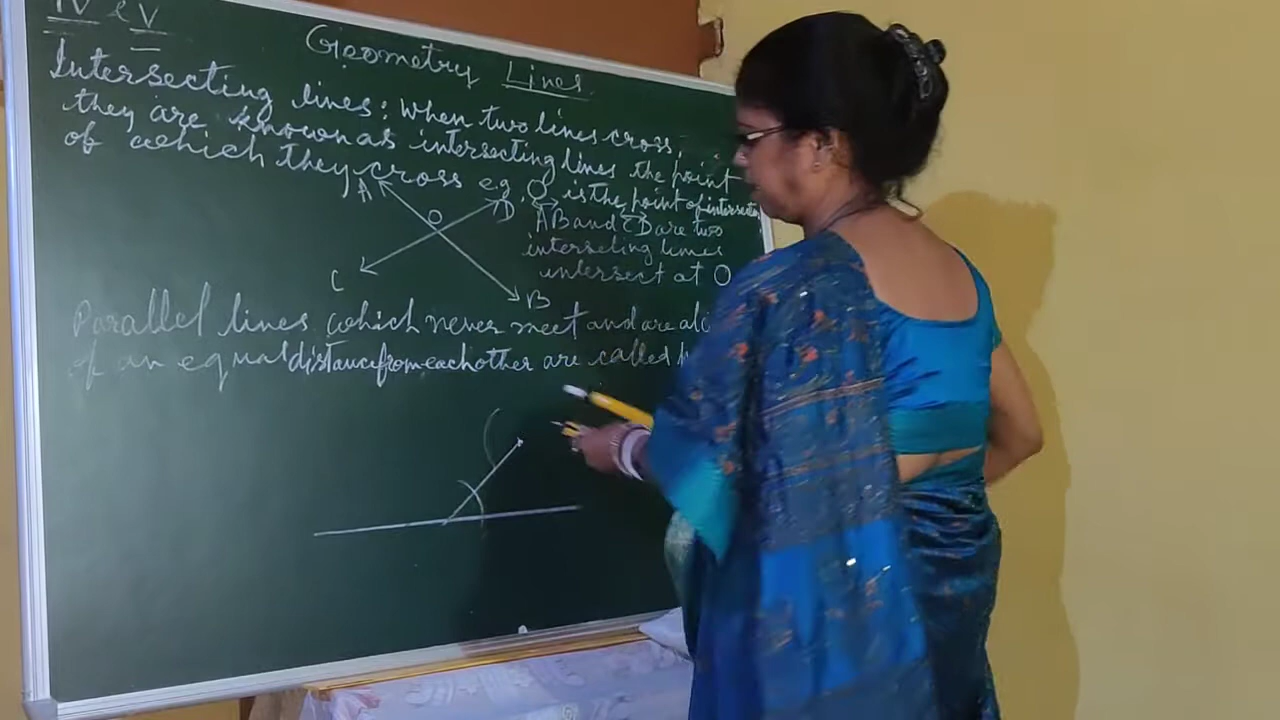 IV & V
Geometry Lines
Intersecting lines: When two lines cross,
they are known as intersecting lines the point
of which they cross eg, O is the point of intersection
A
O
D
AB and CD are two
interseting lines
intersect at O
C
B
Parallel lines which never meet and are
of an equal distance from each other are called